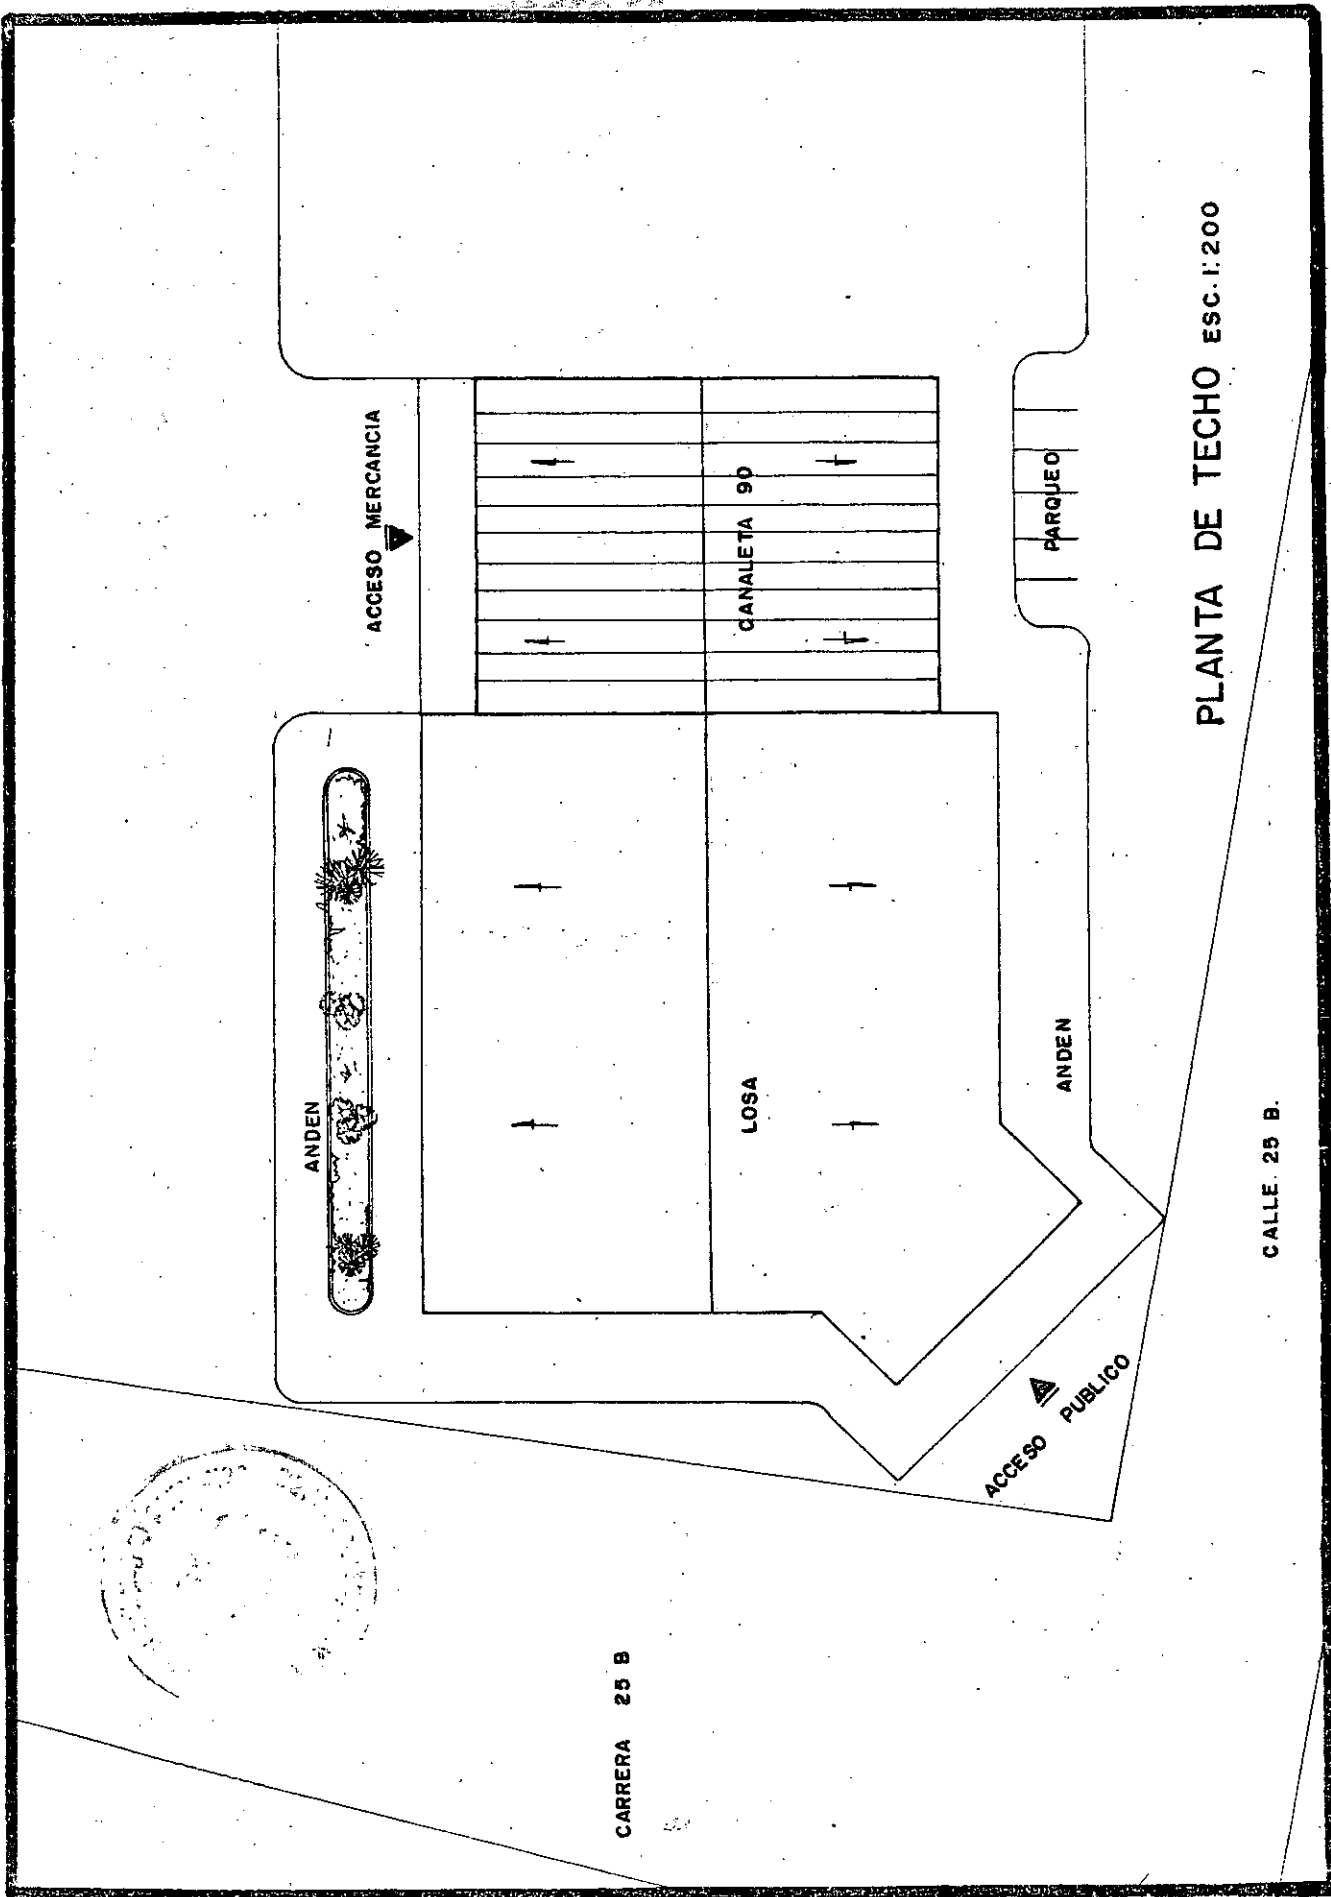 ACCESO MERCANCIA
ANDEN
CANALETA 90
LOSA
PARQUEO
ANDEN
ACCESO PUBLICO
PLANTA DE TECHO ESC. 1:200
CARRERA 25 B
CALLE. 25 B.